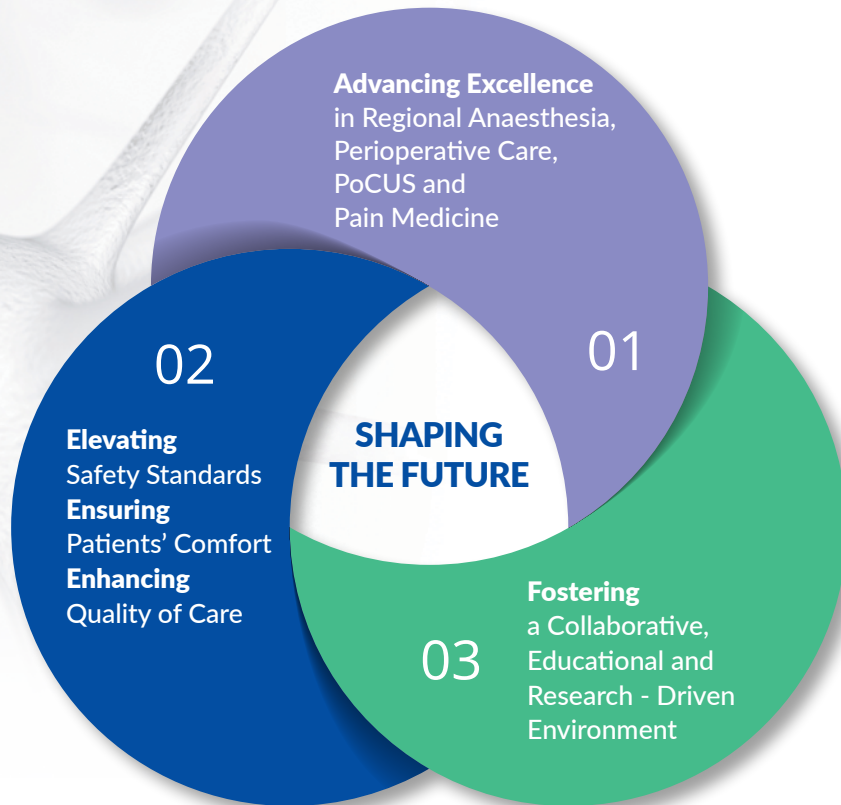 Advancing Excellence
in Regional Anaesthesia,
Perioperative Care,
PoCUS and
Pain Medicine
01
02
Elevating
Safety Standards
Ensuring
Patients’ Comfort
Enhancing
Quality of Care
SHAPING
THE FUTURE
03
Fostering
a Collaborative,
Educational and
Research - Driven
Environment